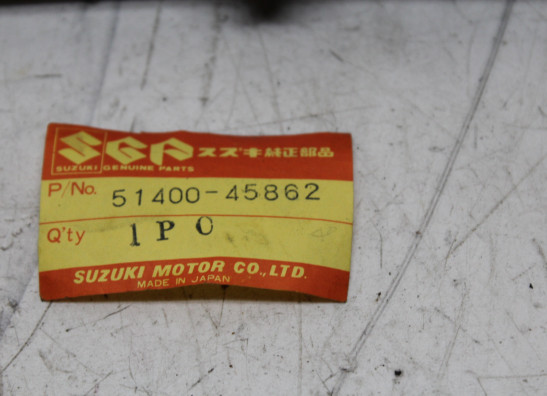 SGP スズキ純正部品
SUZUKI GENUINE PARTS
P/No. 51400-45862
Q'ty 1 P C
SUZUKI MOTOR CO.,LTD.
MADE IN JAPAN